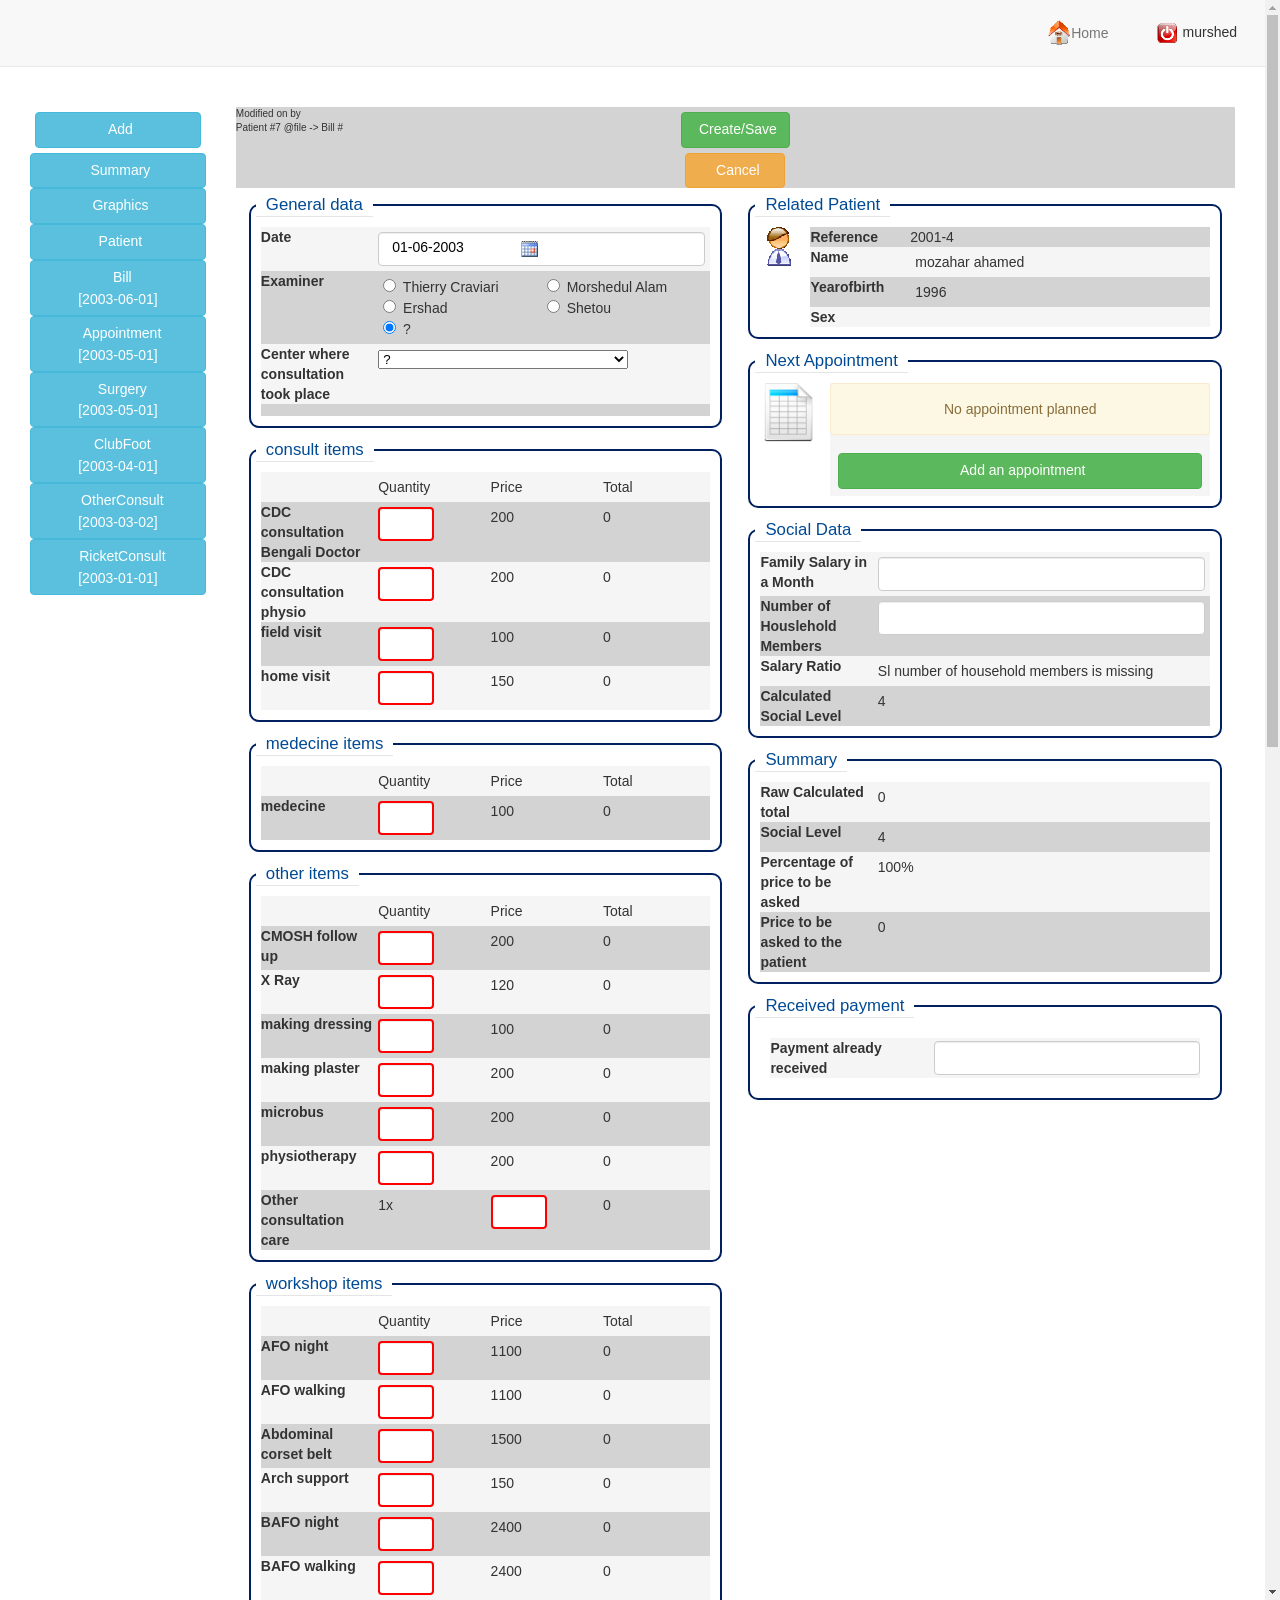 Home
murshed
Add
Summary
Graphics
Patient
Bill
[2003-06-01]
Appointment
[2003-05-01]
Surgery
[2003-05-01]
ClubFoot
[2003-04-01]
OtherConsult
[2003-03-02]
RicketConsult
[2003-01-01]
Modified on by
Patient #7 @file -> Bill #
Create/Save
Cancel
General data
Date
01-06-2003
Examiner
Thierry Craviari
Morshedul Alam
Ershad
Shetou
?
Center where
consultation
took place
?
consult items
Quantity Price Total
CDC
consultation
Bengali Doctor
200 0
CDC
consultation
physio
200 0
field visit 100 0
home visit 150 0
medecine items
Quantity Price Total
medecine 100 0
other items
Quantity Price Total
CMOSH follow
up
200 0
X Ray 120 0
making dressing 100 0
making plaster 200 0
microbus 200 0
physiotherapy 200 0
Other
consultation
care
1x 0
workshop items
Quantity Price Total
AFO night 1100 0
AFO walking 1100 0
Abdominal
corset belt
1500 0
Arch support 150 0
BAFO night 2400 0
BAFO walking 2400 0
Related Patient
Reference 2001-4
Name mozahar ahamed
Yearofbirth 1996
Sex
Next Appointment
No appointment planned
Add an appointment
Social Data
Family Salary in
a Month
Number of
Houslehold
Members
Salary Ratio Sl number of household members is missing
Calculated
Social Level
4
Summary
Raw Calculated
total
0
Social Level 4
Percentage of
price to be
asked
100%
Price to be
asked to the
patient
0
Received payment
Payment already
received